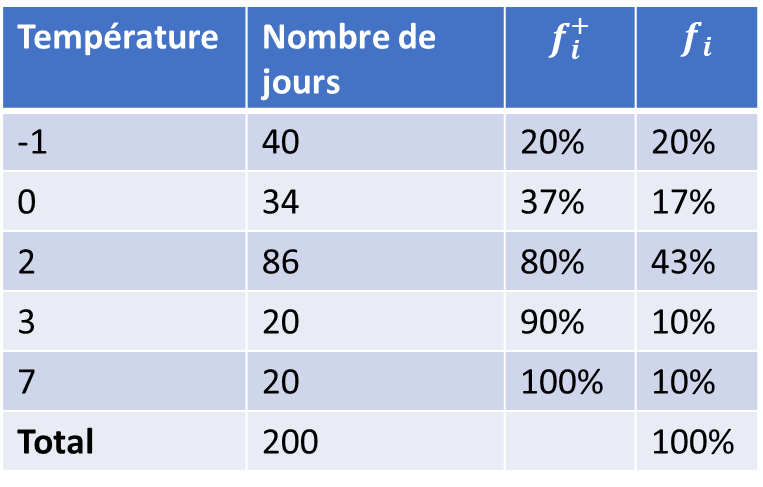 Température Nombre de jours f_i^+ f_i
-1 40 20% 20%
0 34 37% 17%
2 86 80% 43%
3 20 90% 10%
7 20 100% 10%
Total 200 100%